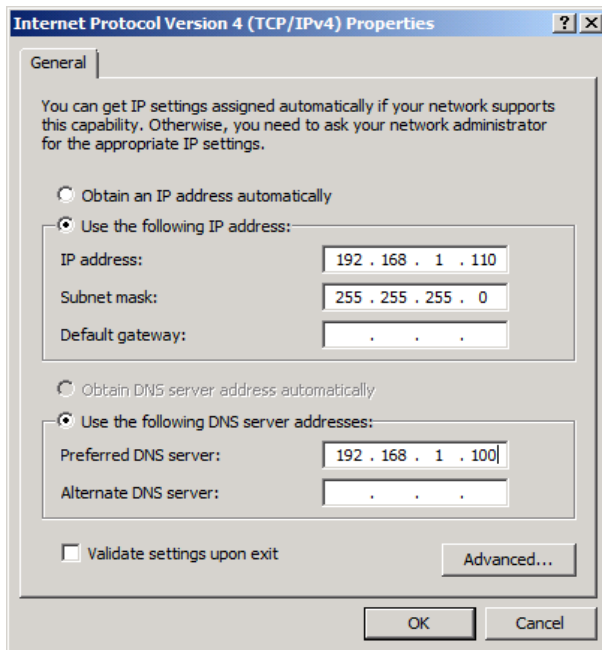 Internet Protocol Version 4 (TCP/IPv4) Properties
General
You can get IP settings assigned automatically if your network supports
this capability. Otherwise, you need to ask your network administrator
for the appropriate IP settings.
Obtain an IP address automatically
Use the following IP address:
IP address: 192 . 168 . 1 . 110
Subnet mask: 255 . 255 . 255 . 0
Default gateway: . . .
Obtain DNS server address automatically
Use the following DNS server addresses:
Preferred DNS server: 192 . 168 . 1 . 100
Alternate DNS server: . . .
Validate settings upon exit
Advanced...
OK Cancel